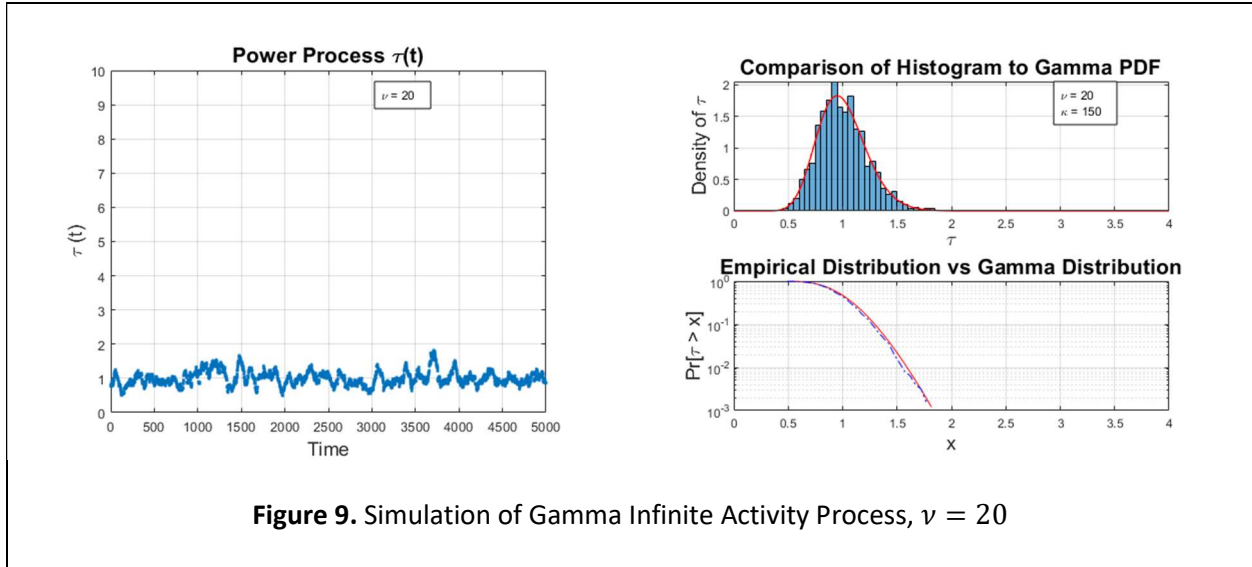 Power Process τ(t)
10
9
8
7
6
5
4
3
2
1
0
τ (t)
ν = 20
0 500 1000 1500 2000 2500 3000 3500 4000 4500 5000
Time
Comparison of Histogram to Gamma PDF
2
1.5
1
0.5
0
Density of τ
ν = 20
κ = 150
0 0.5 1 1.5 2 2.5 3 3.5 4
τ
Empirical Distribution vs Gamma Distribution
10⁰
10⁻¹
10⁻²
10⁻³
Pr[τ > x]
0 0.5 1 1.5 2 2.5 3 3.5 4
x
Figure 9. Simulation of Gamma Infinite Activity Process, ν = 20